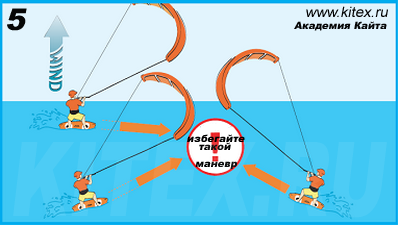 5
www.kitex.ru
Академия Кайта
WIND
избегайте
такой
!
маневр
KITEX.RU